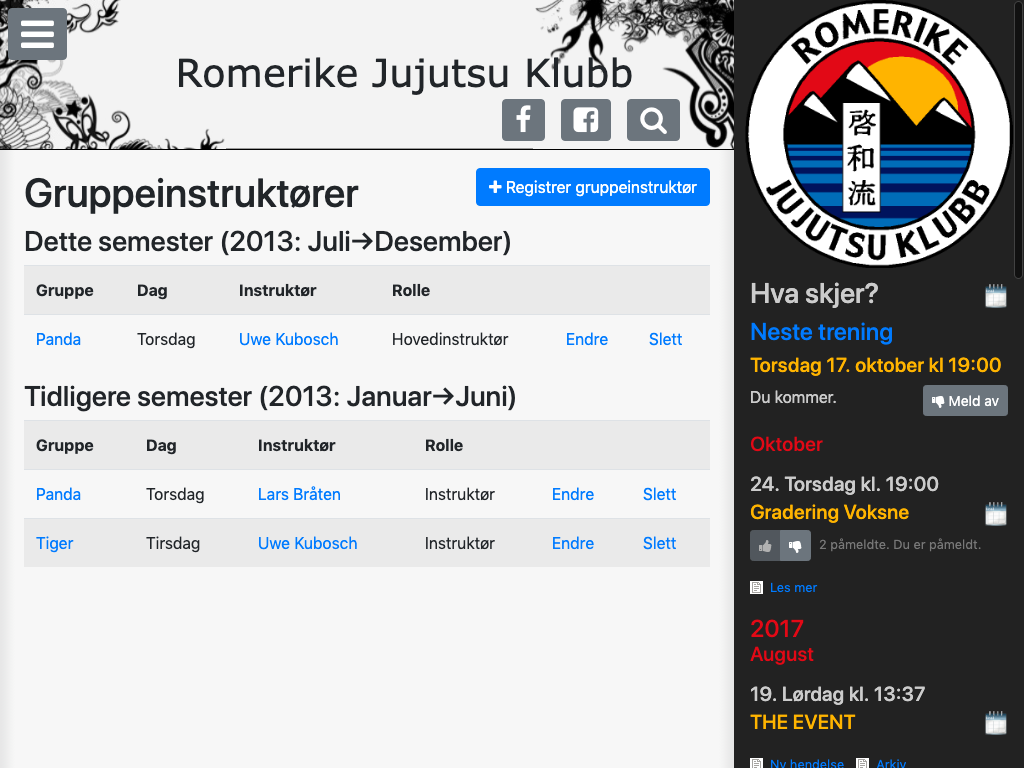 Romerike Jujutsu Klubb
Gruppeinstruktører
Registrer gruppeinstruktør
Dette semester (2013: Juli→Desember)
Gruppe Dag Instruktør Rolle
Panda Torsdag Uwe Kubosch Hovedinstruktør Endre Slett
Tidligere semester (2013: Januar→Juni)
Gruppe Dag Instruktør Rolle
Panda Torsdag Lars Bråten Instruktør Endre Slett
Tiger Tirsdag Uwe Kubosch Instruktør Endre Slett
ROMERIKE
啓和流
JUJUTSU KLUBB
Hva skjer?
Neste trening
Torsdag 17. oktober kl 19:00
Du kommer.
Meld av
Oktober
24. Torsdag kl. 19:00
Gradering Voksne
2 påmeldte. Du er påmeldt.
Les mer
2017
August
19. Lørdag kl. 13:37
THE EVENT
Ny hendelse Arkiv